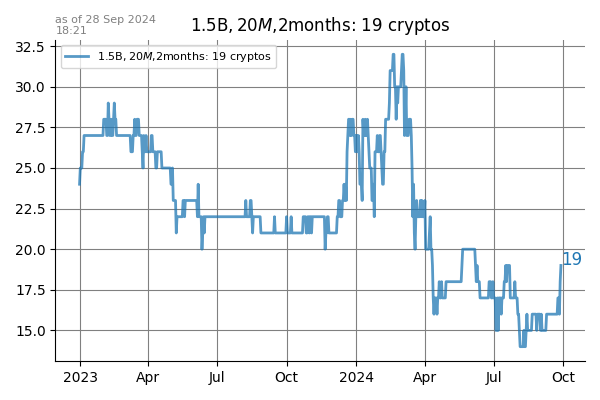 as of 28 Sep 2024
18:21
1.5B, 20M,2months: 19 cryptos
1.5B, 20M,2months: 19 cryptos
32.5
30.0
27.5
25.0
22.5
20.0
17.5
15.0
19
2023 Apr Jul Oct 2024 Apr Jul Oct